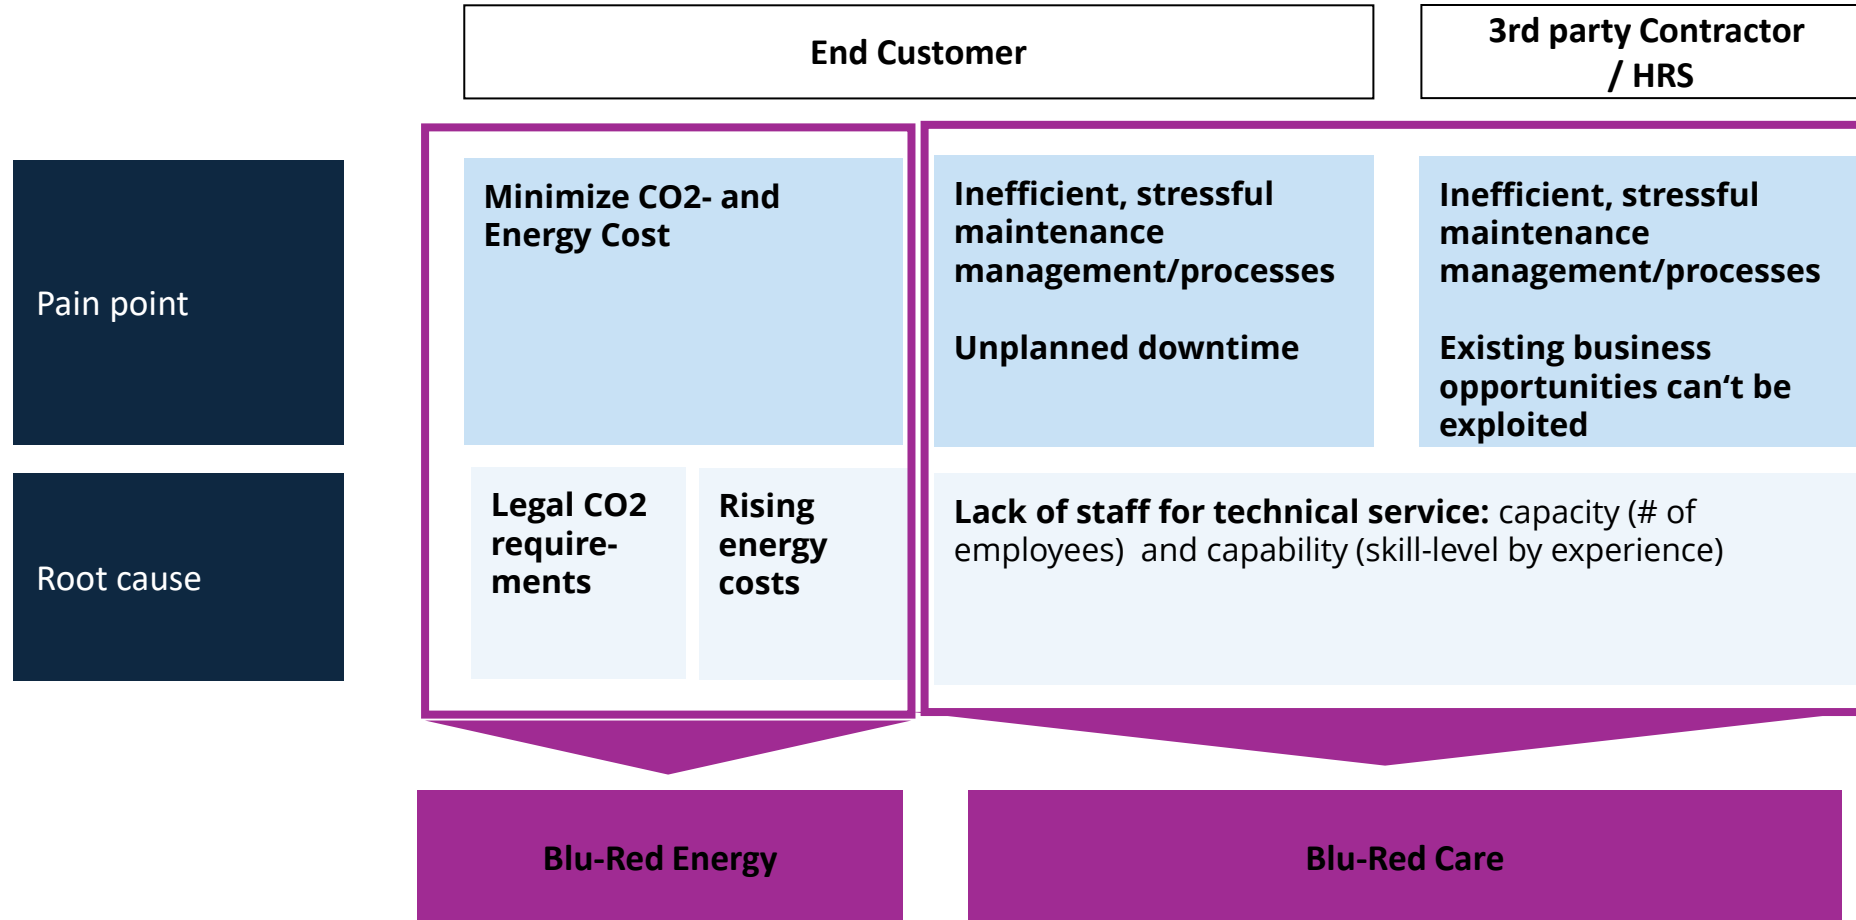 End Customer
3rd party Contractor
/ HRS
Pain point
Minimize CO2- and
Energy Cost
Inefficient, stressful
maintenance
management/processes
Unplanned downtime
Inefficient, stressful
maintenance
management/processes
Existing business
opportunities can‘t be
exploited
Root cause
Legal CO2
require-
ments
Rising
energy
costs
Lack of staff for technical service: capacity (# of
employees)  and capability (skill-level by experience)
Blu-Red Energy
Blu-Red Care